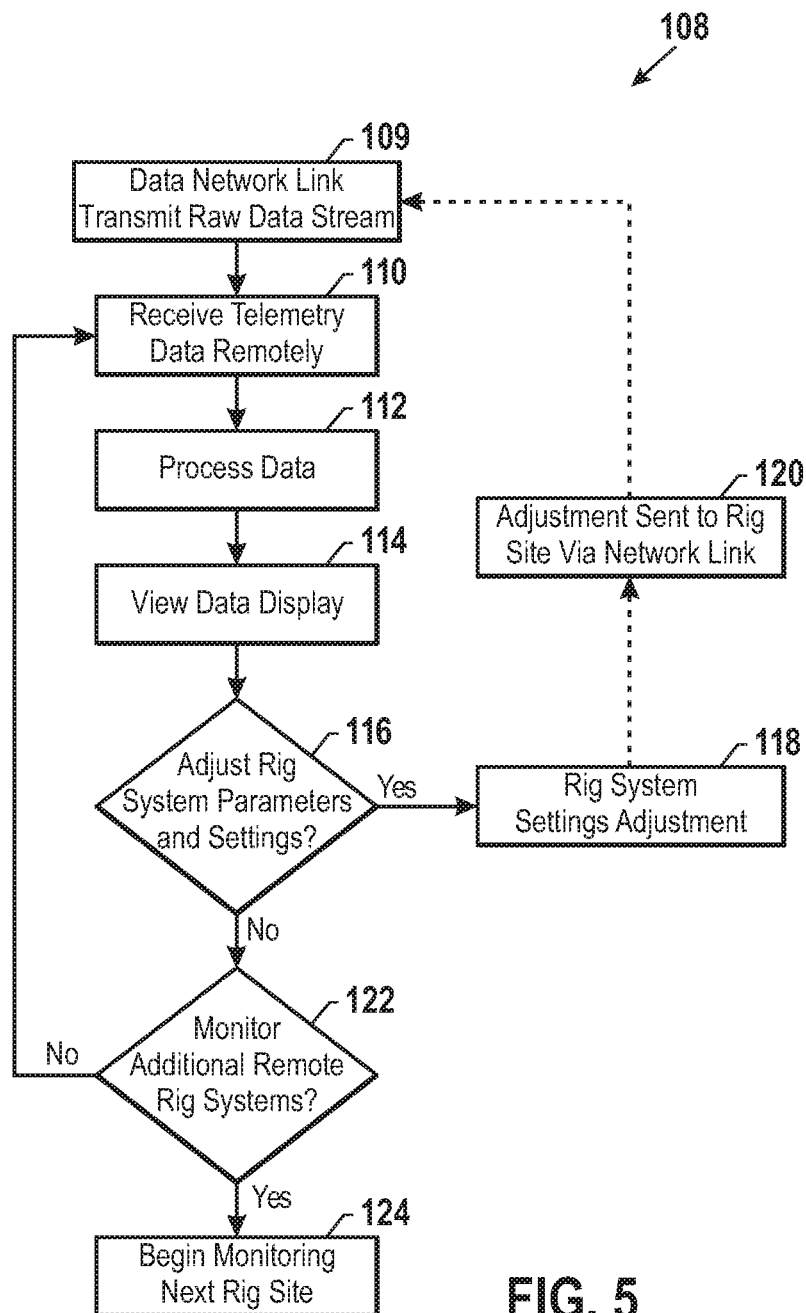 108
109
Data Network Link
Transmit Raw Data Stream
110
Receive Telemetry
Data Remotely
112
Process Data
114
View Data Display
120
Adjustment Sent to Rig
Site Via Network Link
116
Adjust Rig
System Parameters
and Settings?
Yes
118
Rig System
Settings Adjustment
No
122
Monitor
Additional Remote
Rig Systems?
No
Yes
124
Begin Monitoring
Next Rig Site
FIG. 5